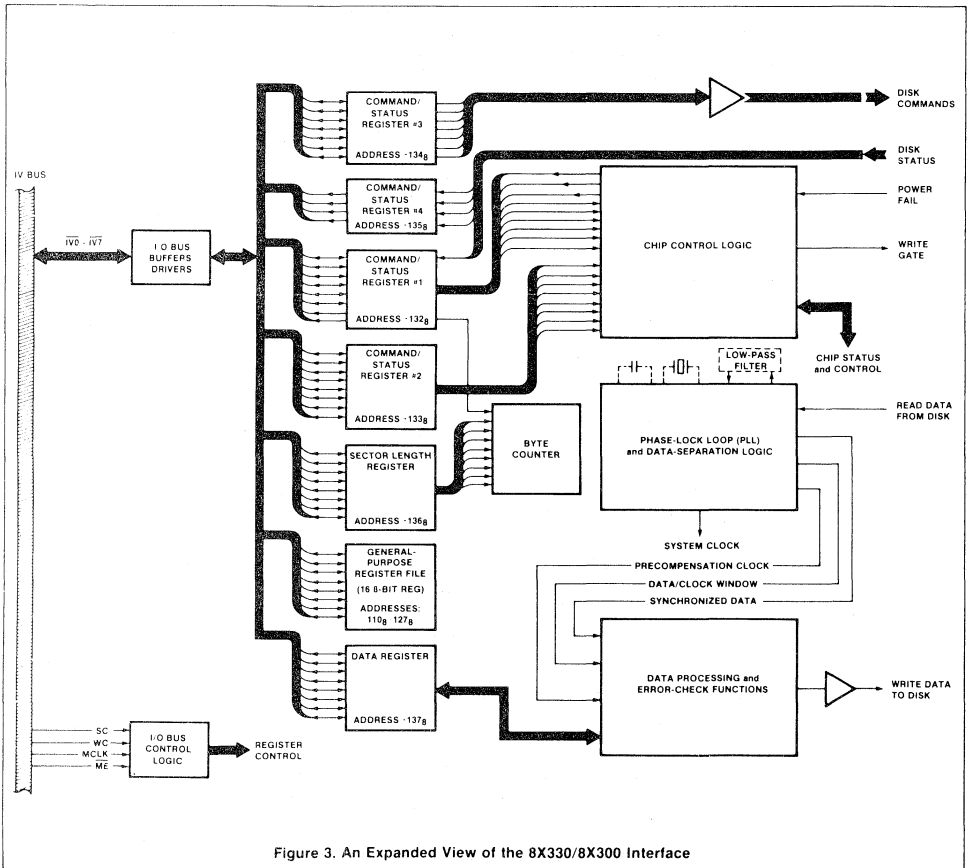 COMMAND/
STATUS
REGISTER #3
ADDRESS -134₈
DISK
COMMANDS
DISK
STATUS
IV BUS
COMMAND/
STATUS
REGISTER #4
ADDRESS -135₈
POWER
FAIL
CHIP CONTROL LOGIC
WRITE
GATE
IV0 - IV7
I O BUS
BUFFERS
DRIVERS
COMMAND/
STATUS
REGISTER #1
ADDRESS -132₈
CHIP STATUS
and CONTROL
COMMAND/
STATUS
REGISTER #2
ADDRESS -133₈
LOW-PASS
FILTER
READ DATA
FROM DISK
PHASE-LOCK LOOP (PLL)
and DATA-SEPARATION LOGIC
BYTE
COUNTER
SECTOR LENGTH
REGISTER
ADDRESS -136₈
SYSTEM CLOCK
PRECOMPENSATION CLOCK
DATA/CLOCK WINDOW
SYNCHRONIZED DATA
GENERAL-
PURPOSE
REGISTER FILE
(16 8-BIT REG)
ADDRESSES:
110₈ 127₈
DATA REGISTER
ADDRESS -137₈
DATA PROCESSING and
ERROR-CHECK FUNCTIONS
WRITE DATA
TO DISK
SC
WC
MCLK
ME
I/O BUS
CONTROL
LOGIC
REGISTER
CONTROL
Figure 3. An Expanded View of the 8X330/8X300 Interface